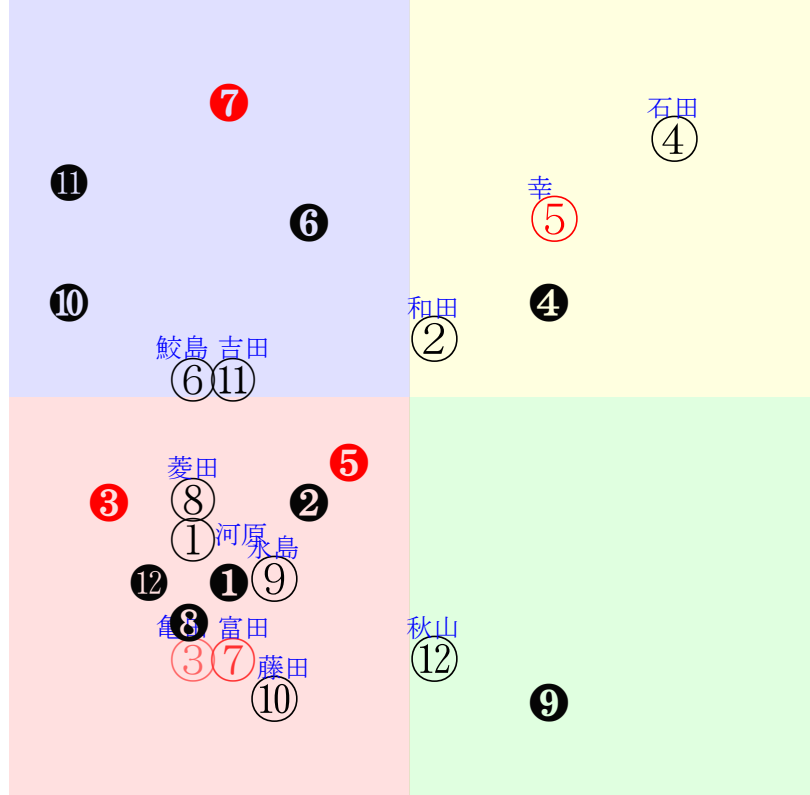 ❼
石田
④
⓫
幸
⑤
❻
❿
和田
②
❹
鮫島 吉田
⑥⑪
菱田
⑧
❺
❸
❷
①
河原
永島
⑨
⓬
❶
❽
富田
③⑦
藤田
⑩
秋山
⑫
❾